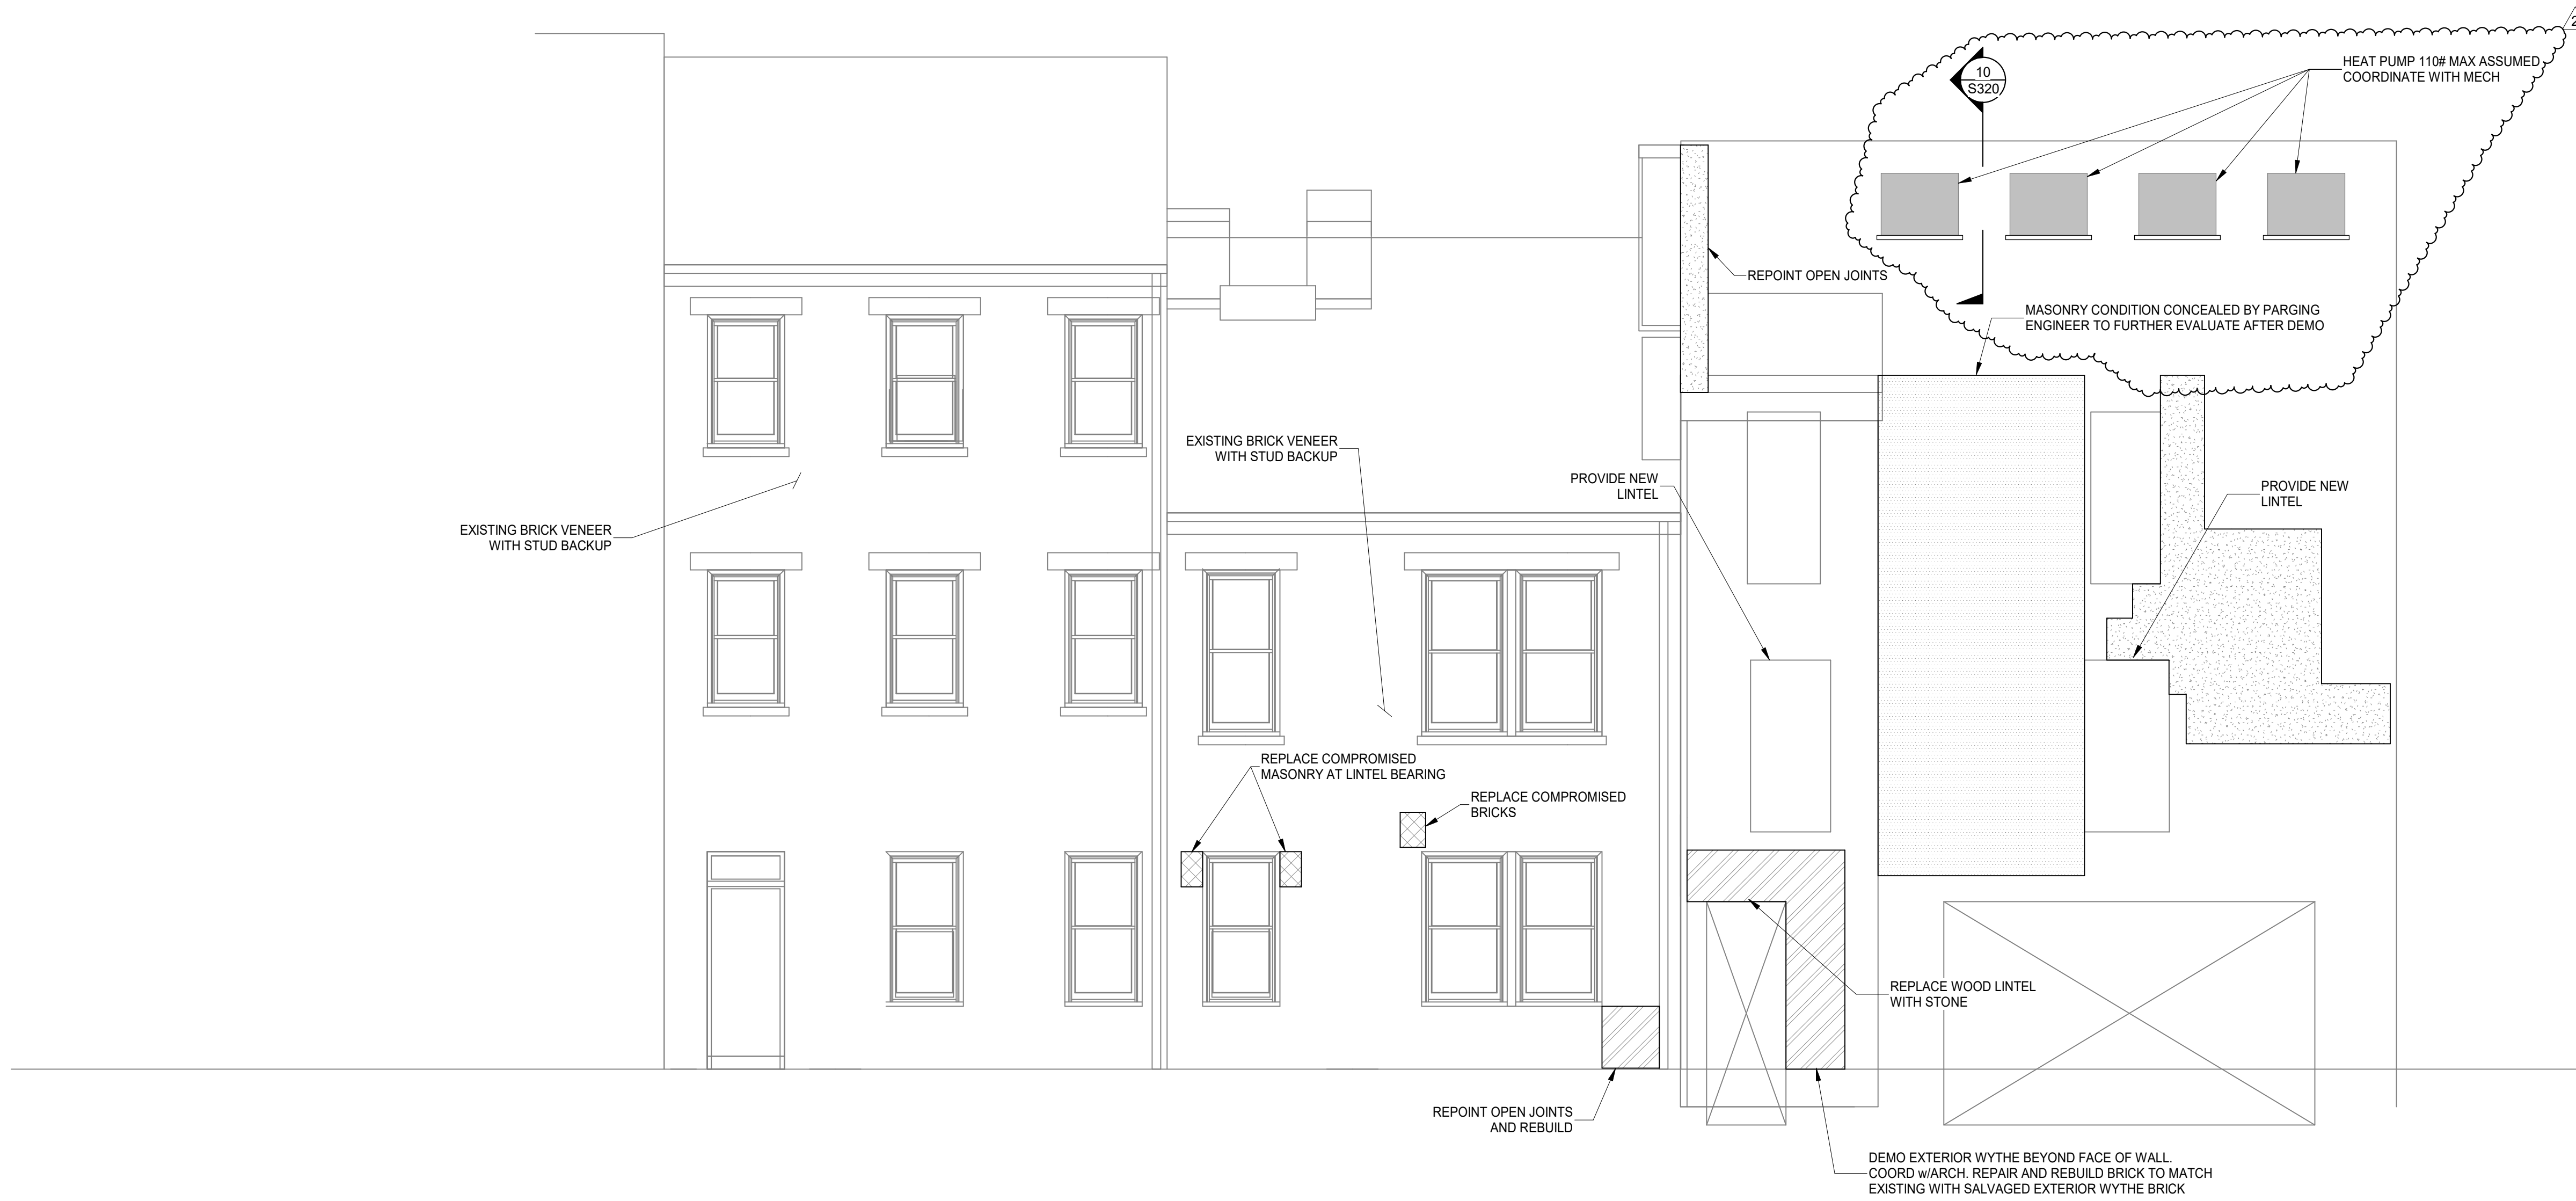 2
HEAT PUMP 110# MAX ASSUMED
COORDINATE WITH MECH
10
S320
REPOINT OPEN JOINTS
MASONRY CONDITION CONCEALED BY PARGING
ENGINEER TO FURTHER EVALUATE AFTER DEMO
EXISTING BRICK VENEER
WITH STUD BACKUP
PROVIDE NEW
LINTEL
PROVIDE NEW
LINTEL
EXISTING BRICK VENEER
WITH STUD BACKUP
REPLACE COMPROMISED
MASONRY AT LINTEL BEARING
REPLACE COMPROMISED
BRICKS
REPLACE WOOD LINTEL
WITH STONE
REPOINT OPEN JOINTS
AND REBUILD
DEMO EXTERIOR WYTHE BEYOND FACE OF WALL.
COORD w/ARCH. REPAIR AND REBUILD BRICK TO MATCH
EXISTING WITH SALVAGED EXTERIOR WYTHE BRICK